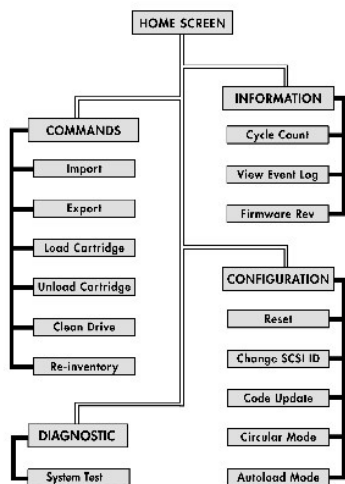 HOME SCREEN
INFORMATION
Cycle Count
View Event Log
Firmware Rev
COMMANDS
Import
Export
Load Cartridge
Unload Cartridge
Clean Drive
Re-inventory
CONFIGURATION
Reset
Change SCSI ID
Code Update
Circular Mode
Autoload Mode
DIAGNOSTIC
System Test